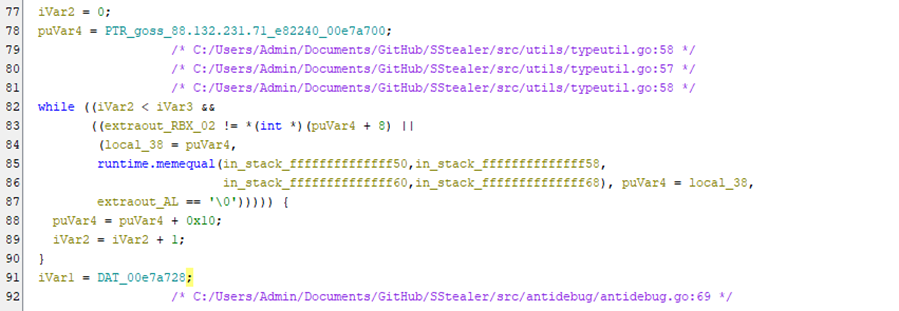 77 iVar2 = 0;
78 puVar4 = PTR_goss_88.132.231.71_e82240_00e7a700;
79 /* C:/Users/Admin/Documents/GitHub/SStealer/src/utils/typeutil.go:58 */
80 /* C:/Users/Admin/Documents/GitHub/SStealer/src/utils/typeutil.go:57 */
81 /* C:/Users/Admin/Documents/GitHub/SStealer/src/utils/typeutil.go:58 */
82 while ((iVar2 < iVar3 &&
83 ((extraout_RBX_02 != *(int *)(puVar4 + 8) ||
84 (local_38 = puVar4,
85 runtime.memequal(in_stack_ffffffffffffff50,in_stack_ffffffffffffff58,
86 in_stack_ffffffffffffff60,in_stack_ffffffffffffff68), puVar4 = local_38,
87 extraout_AL == '\0'))))) {
88 puVar4 = puVar4 + 0x10;
89 iVar2 = iVar2 + 1;
90 }
91 iVar1 = DAT_00e7a728;
92 /* C:/Users/Admin/Documents/GitHub/SStealer/src/antidebug/antidebug.go:69 */